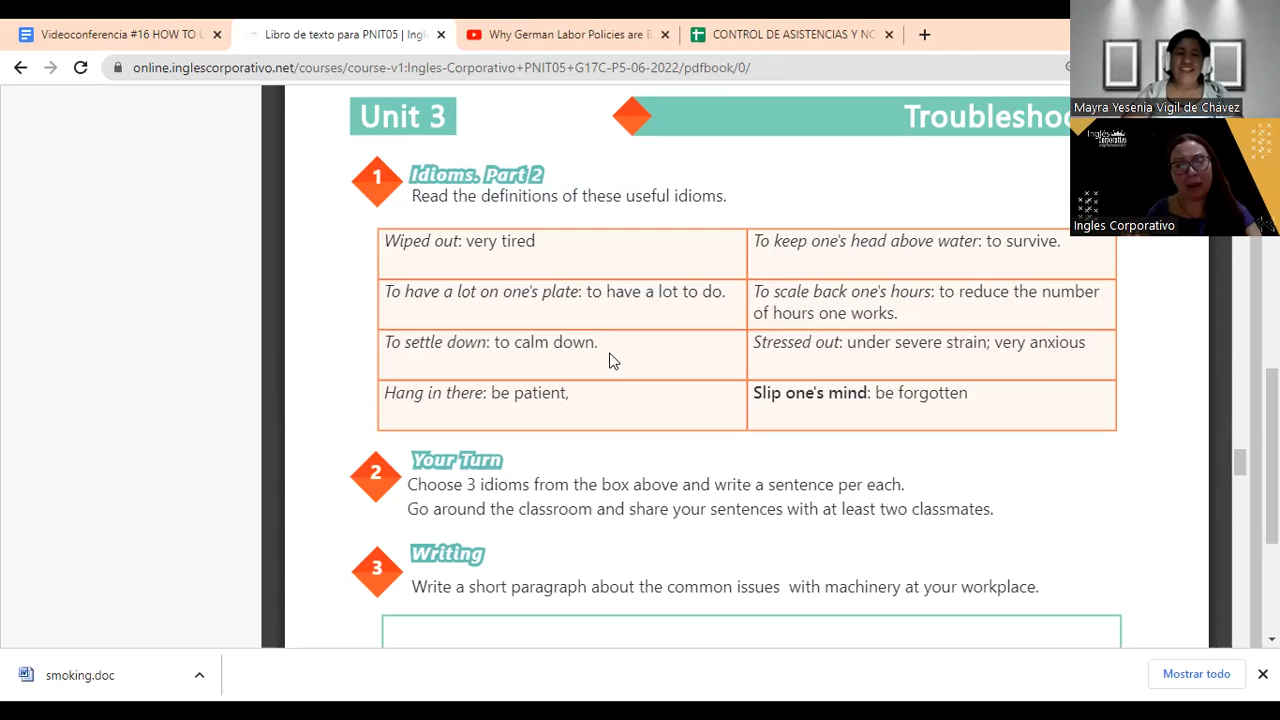 Videoconferencia #16 HOW TO
Libro de texto para PNIT05 | Ingl
Why German Labor Policies are
CONTROL DE ASISTENCIAS Y
online.inglescorporativo.net/courses/course-v1:Ingles-Corporativo+PNIT05+G17C-P5-06-2022/pdfbook/0/
Mayra Yesenia Vigil de Chávez
Inglés
Corporativo
Ingles Corporativo
Unit 3
Troublesho
1
Idioms. Part 2
Read the definitions of these useful idioms.
Wiped out: very tired
To keep one's head above water: to survive.
To have a lot on one's plate: to have a lot to do.
To scale back one's hours: to reduce the number
of hours one works.
To settle down: to calm down.
Stressed out: under severe strain; very anxious
Hang in there: be patient,
Slip one's mind: be forgotten
2
Your Turn
Choose 3 idioms from the box above and write a sentence per each.
Go around the classroom and share your sentences with at least two classmates.
3
Writing
Write a short paragraph about the common issues with machinery at your workplace.
smoking.doc
Mostrar todo